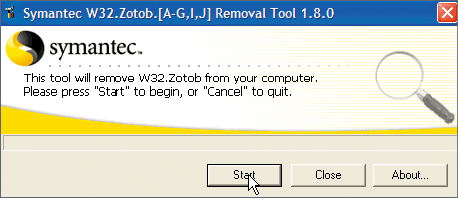 Symantec W32.Zotob.[A-G,I,J] Removal Tool 1.8.0
symantec™
This tool will remove W32.Zotob from your computer.
Please press "Start" to begin, or "Cancel" to quit.
Start Close About...